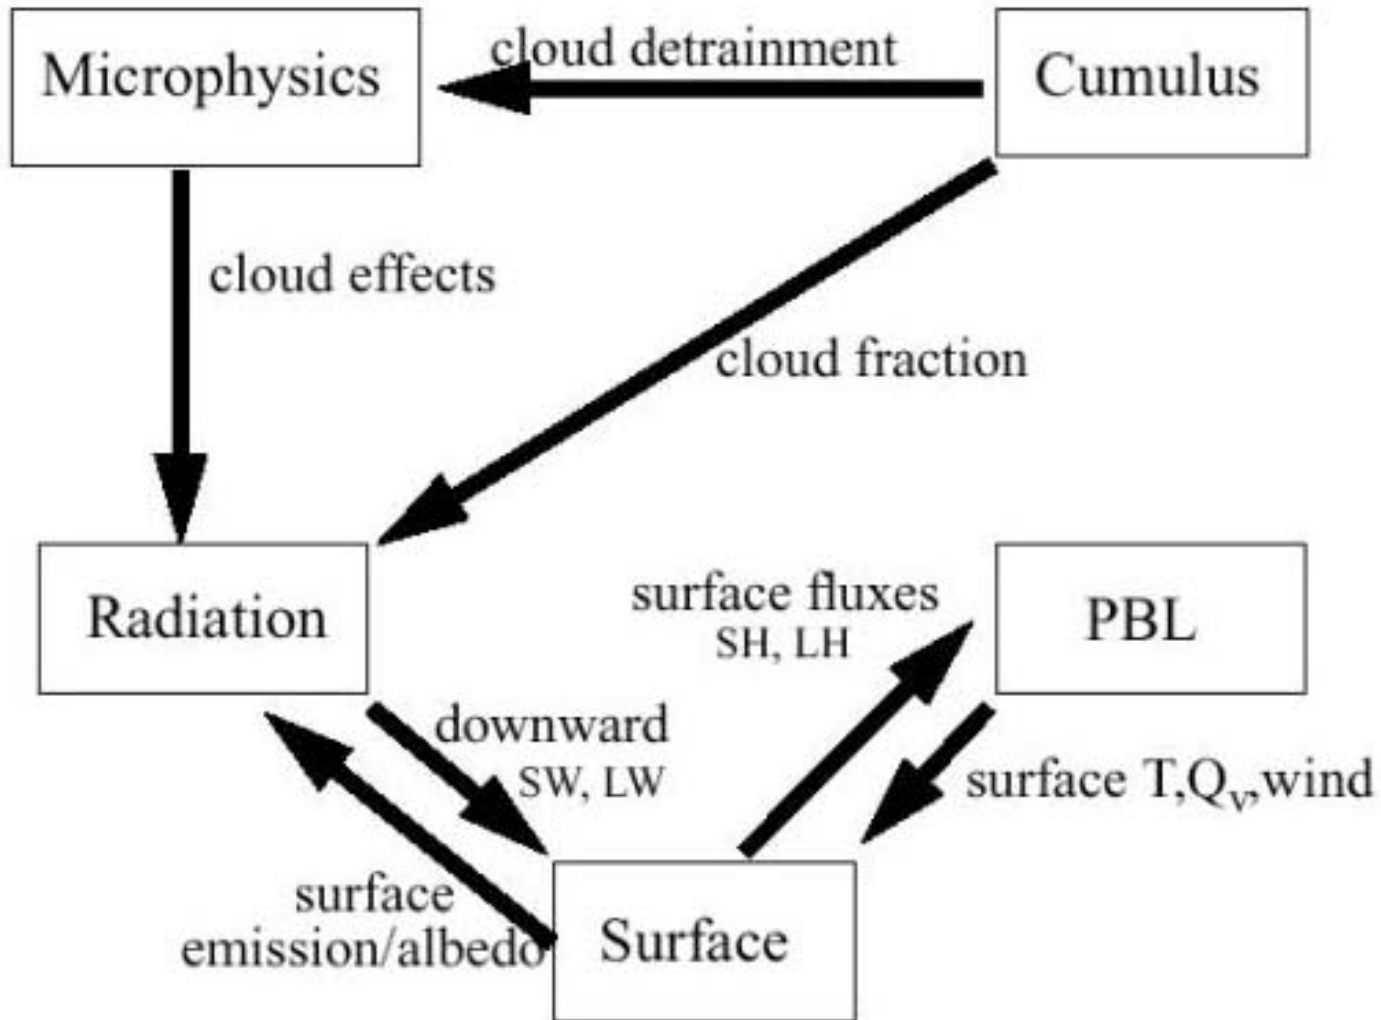 Microphysics
cloud detrainment
Cumulus
cloud effects
cloud fraction
Radiation
surface fluxes
SH, LH
PBL
downward
SW, LW
surface T,Qv,wind
surface
emission/albedo
Surface